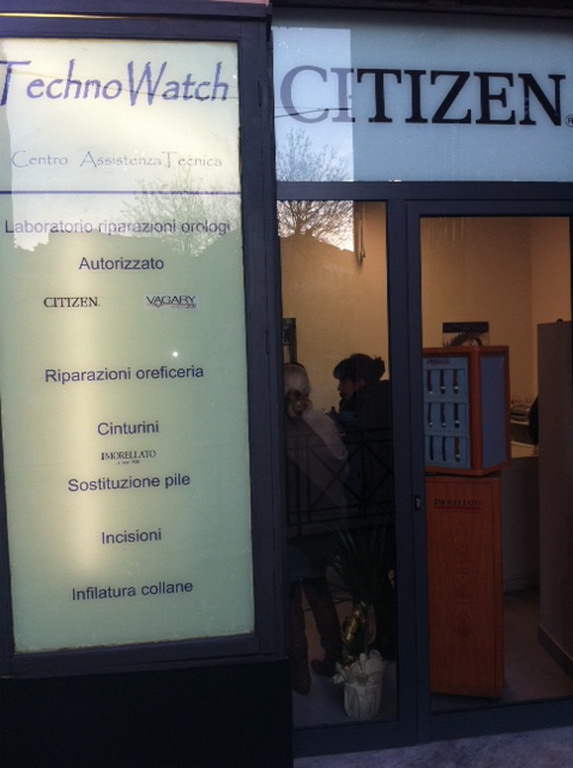 TechnoWatch
Centro Assistenza Tecnica
Laboratorio riparazioni orologi
Autorizzato
CITIZEN VAGARY
Riparazioni oreficeria
Cinturini
MORELLATO
Sostituzione pile
Incisioni
Infilatura collane
CITIZEN®
MORELLATO